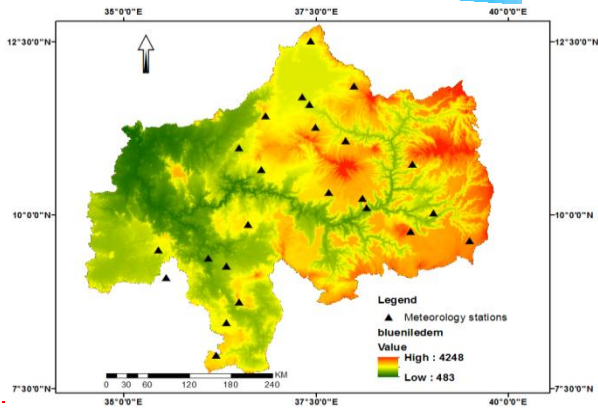 35°0'0"E 37°30'0"E 40°0'0"E
12°30'0"N 12°30'0"N
10°0'0"N 10°0'0"N
Legend
Meteorology stations
blueniledem
Value
High : 4248
Low : 483
KM
0 30 60 120 180 240
7°30'0"N 7°30'0"N
35°0'0"E 37°30'0"E 40°0'0"E